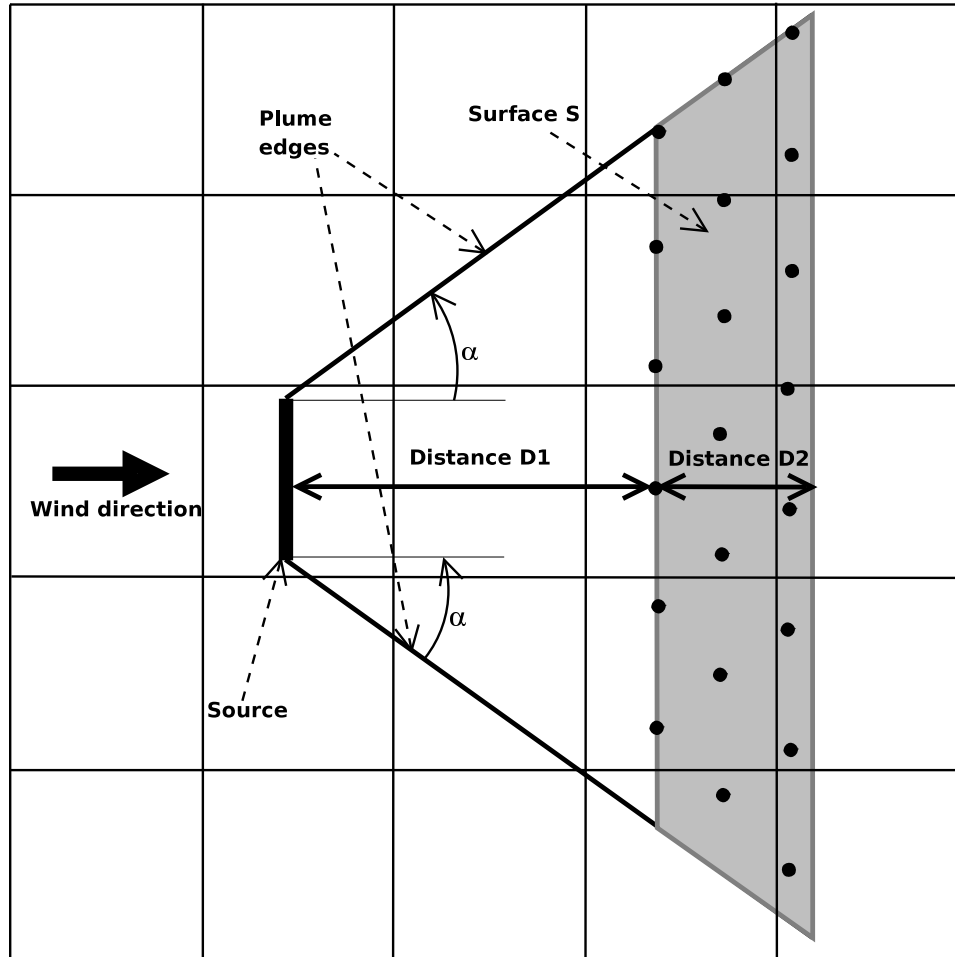 Plume
edges
Surface S
α
Distance D1
Distance D2
Wind direction
α
Source